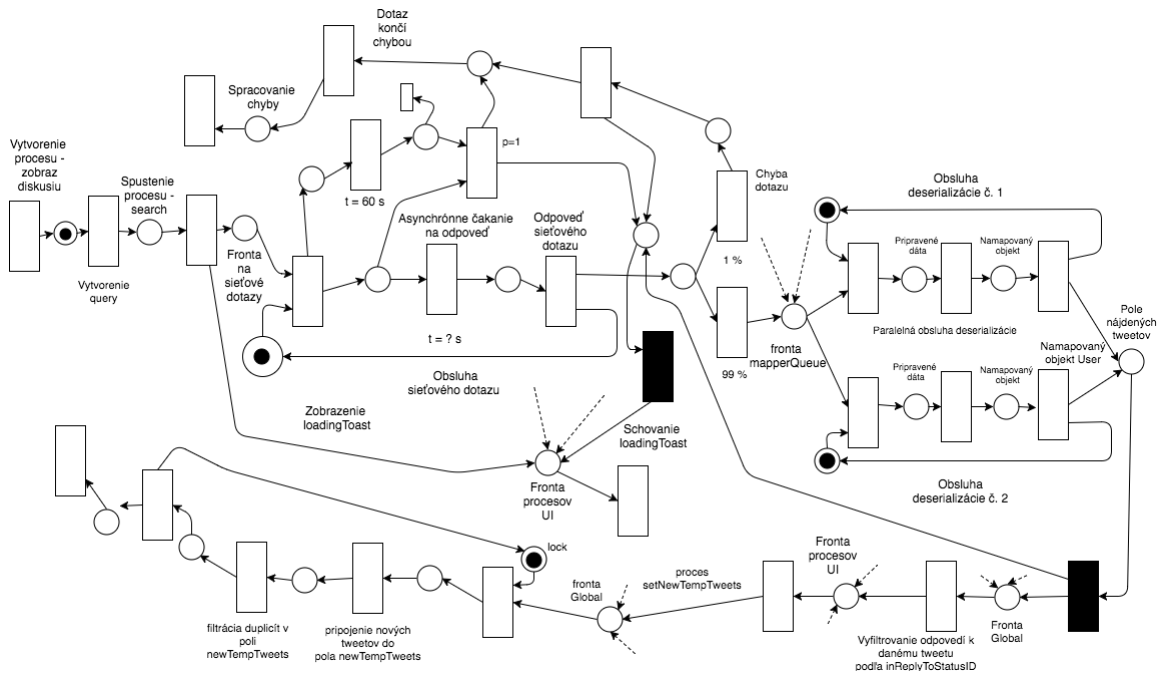 Dotaz
končí
chybou
Spracovanie
chyby
Vytvorenie
procesu -
zobraz
diskusiu
Spustenie
procesu -
search
Vytvorenie
query
Fronta
na
sieťové
dotazy
t = 60 s
p=1
Asynchrónne čakanie
na odpoveď
t = ? s
Odpoveď
sieťového
dotazu
Obsluha
sieťového dotazu
Chyba
dotazu
1 %
99 %
fronta
mapperQueue
Obsluha
deserializácie č. 1
Pripravené
dáta
Namapovaný
objekt
Paralelná obsluha deserializácie
Pole
nájdených
tweetov
Namapovaný
objekt User
Pripravené
dáta
Namapovaný
objekt
Obsluha
deserializácie č. 2
Zobrazenie
loadingToast
Schovanie
loadingToast
Fronta
procesov
UI
lock
fronta
Global
proces
setNewTempTweets
Fronta
procesov
UI
Fronta
Global
Vyfiltrovanie odpovedí k
danému tweetu
podľa inReplyToStatusID
filtrácia duplicít v
poli
newTempTweets
pripojenie nových
tweetov do
pola newTempTweets